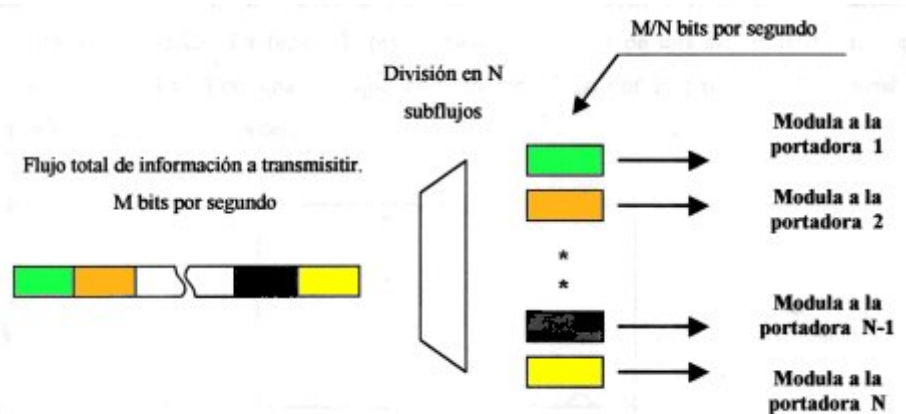 M/N bits por segundo
División en N
subflujos
Flujo total de información a transmisitir.
M bits por segundo
Modula a la
portadora 1
Modula a la
portadora 2
*
*
Modula a la
portadora N-1
Modula a la
portadora N